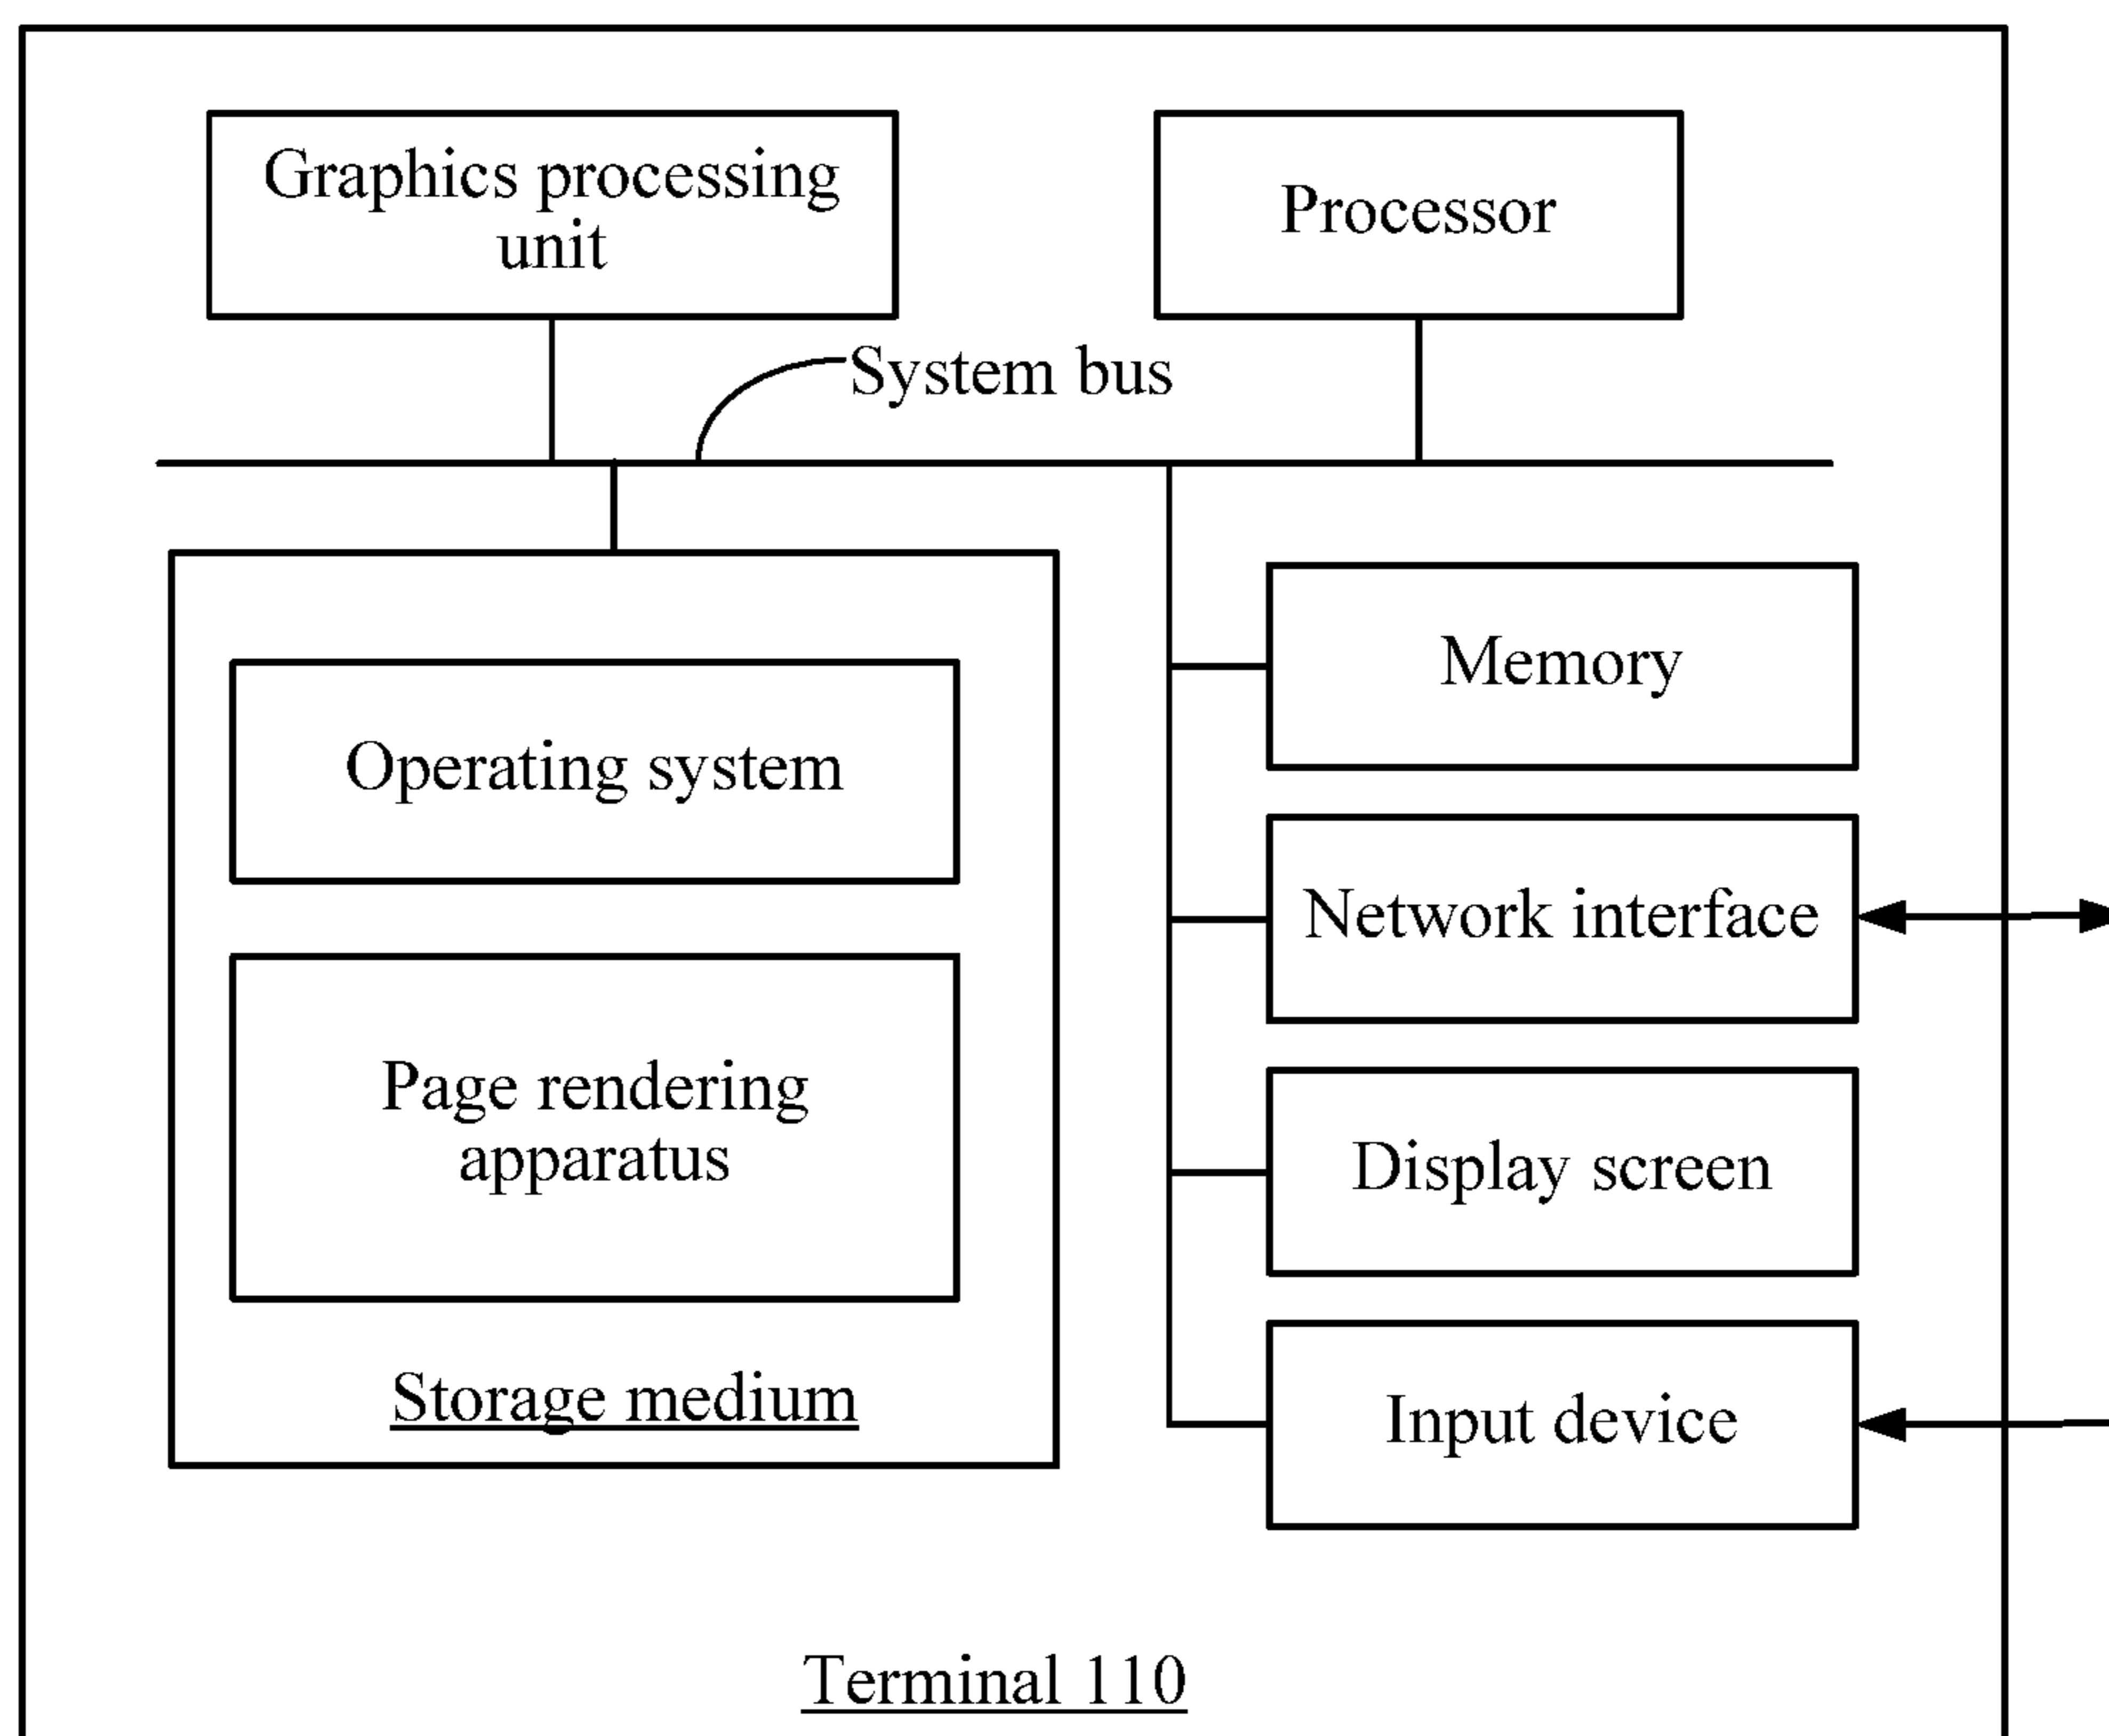 Graphics processing
unit
Processor
System bus
Operating system
Page rendering
apparatus
Storage medium
Memory
Network interface
Display screen
Input device
Terminal 110